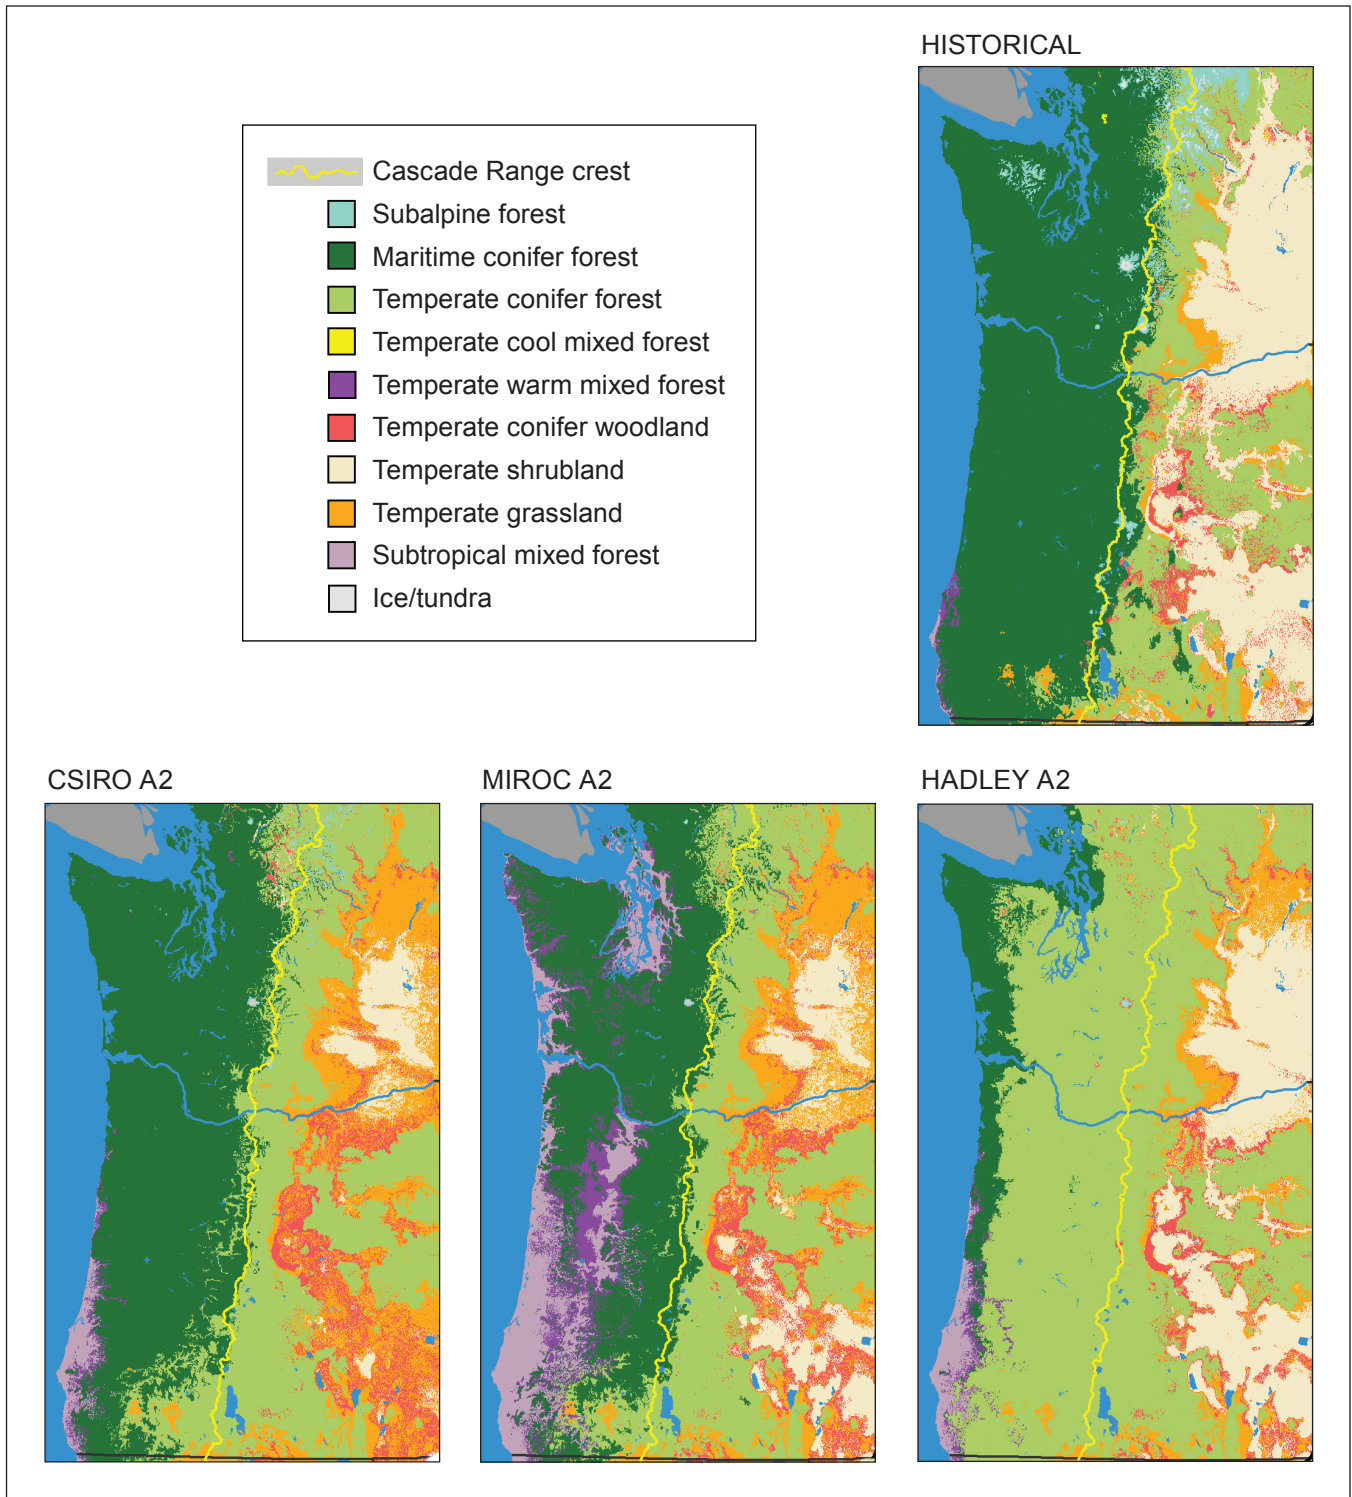 HISTORICAL
Cascade Range crest
Subalpine forest
Maritime conifer forest
Temperate conifer forest
Temperate cool mixed forest
Temperate warm mixed forest
Temperate conifer woodland
Temperate shrubland
Temperate grassland
Subtropical mixed forest
Ice/tundra
CSIRO A2
MIROC A2
HADLEY A2